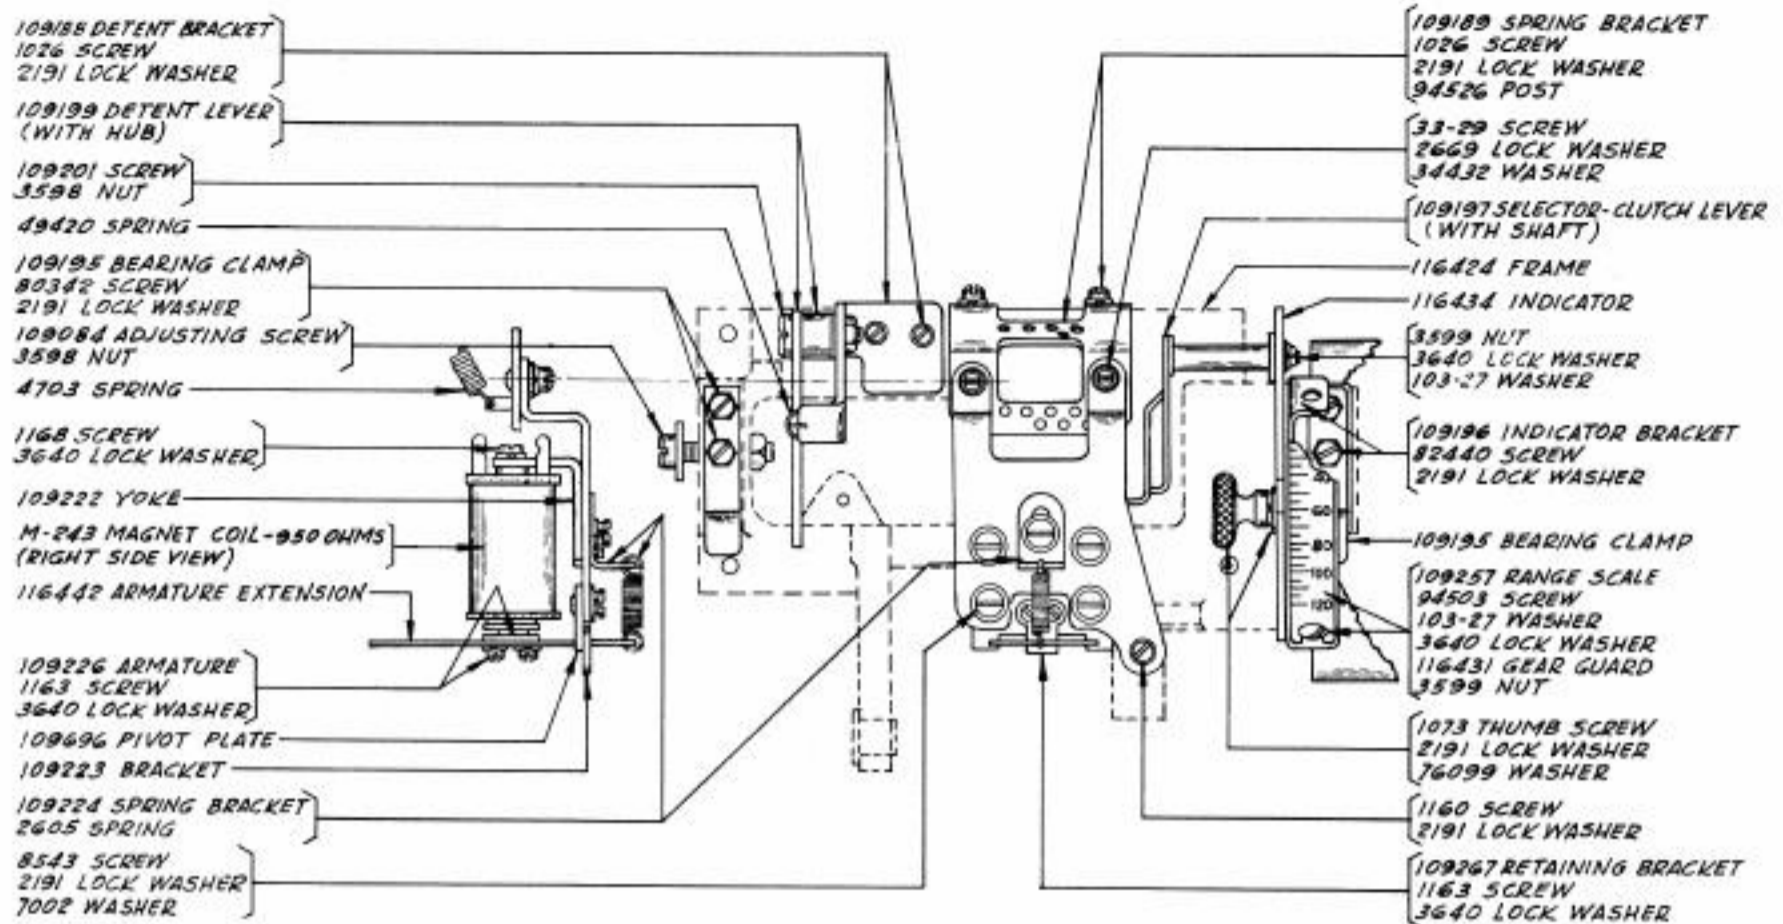 109188 DETENT BRACKET
1026 SCREW
2191 LOCK WASHER
109199 DETENT LEVER
(WITH HUB)
109201 SCREW
3598 NUT
49420 SPRING
109195 BEARING CLAMP
80342 SCREW
2191 LOCK WASHER
109084 ADJUSTING SCREW
3598 NUT
4703 SPRING
1168 SCREW
3640 LOCK WASHER
109222 YOKE
M-243 MAGNET COIL-950 OHMS
(RIGHT SIDE VIEW)
116442 ARMATURE EXTENSION
109226 ARMATURE
1163 SCREW
3640 LOCK WASHER
109696 PIVOT PLATE
109223 BRACKET
109224 SPRING BRACKET
2605 SPRING
8543 SCREW
2191 LOCK WASHER
7002 WASHER
40
60
80
100
120
109189 SPRING BRACKET
1026 SCREW
2191 LOCK WASHER
94526 POST
33-29 SCREW
2669 LOCK WASHER
34432 WASHER
109197 SELECTOR-CLUTCH LEVER
(WITH SHAFT)
116424 FRAME
116434 INDICATOR
3599 NUT
3640 LOCK WASHER
103-27 WASHER
109196 INDICATOR BRACKET
82440 SCREW
2191 LOCK WASHER
109195 BEARING CLAMP
109257 RANGE SCALE
94503 SCREW
103-27 WASHER
3640 LOCK WASHER
116431 GEAR GUARD
3599 NUT
1073 THUMB SCREW
2191 LOCK WASHER
76099 WASHER
1160 SCREW
2191 LOCK WASHER
109267 RETAINING BRACKET
1163 SCREW
3640 LOCK WASHER